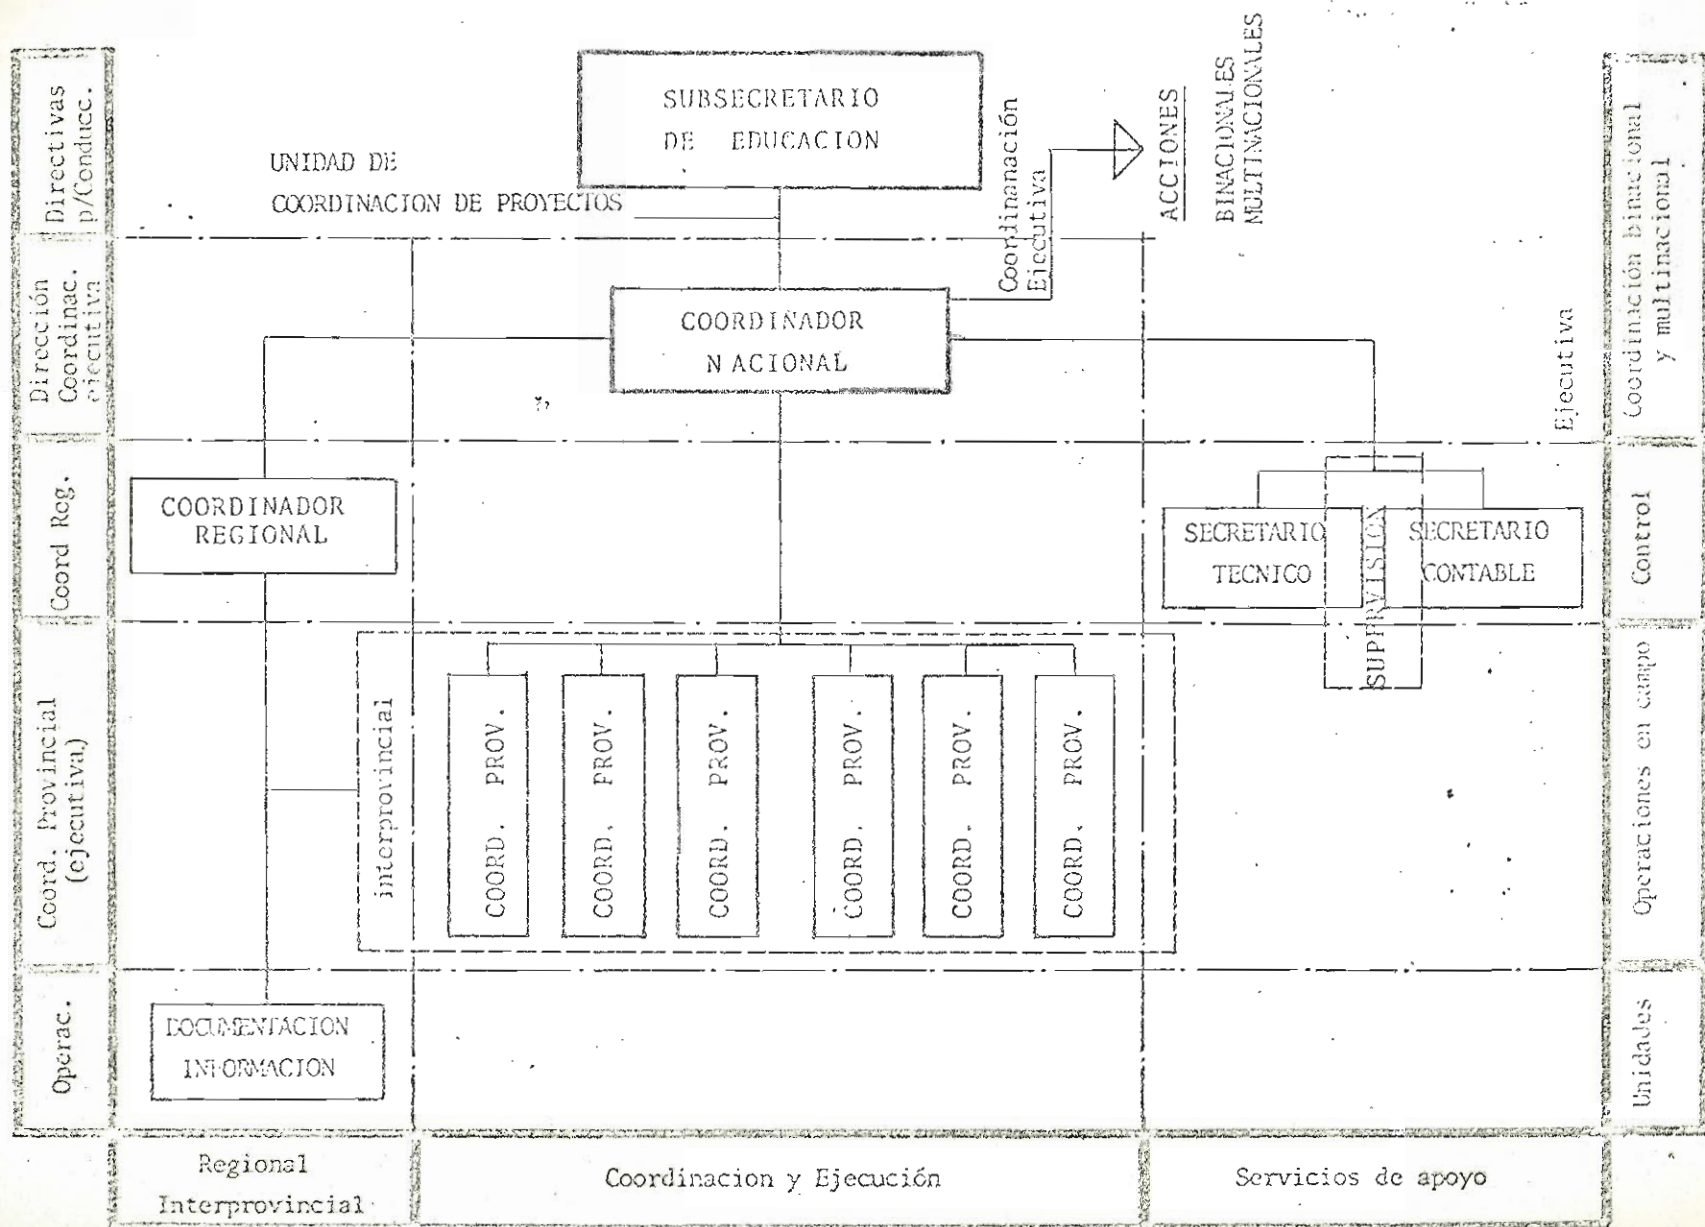 SUBSECRETARIO
DE EDUCACION
UNIDAD DE
COORDINACION DE PROYECTOS
Coordinanación
Ejecutiva
ACCIONES
BINACIONALES
MULTINACIONALES
Directivas
p/Conducc.
Dirección
Coordinac.
ejecutiva
Coord Reg.
Coord. Provincial
(ejecutiva)
Operac.
COORDINADOR
NACIONAL
Ejecutiva
Coordinación binacional
y multinacional
COORDINADOR
REGIONAL
SECRETARIO
TECNICO
SUPERVISION
SECRETARIO
CONTABLE
Control
interprovincial
COORD. PROV.
COORD. PROV.
COORD. PROV.
COORD. PROV.
COORD. PROV.
COORD. PROV.
Operaciones en campo
DOCUMENTACION
INFORMACION
Unidades
Regional
Interprovincial
Coordinacion y Ejecución
Servicios de apoyo